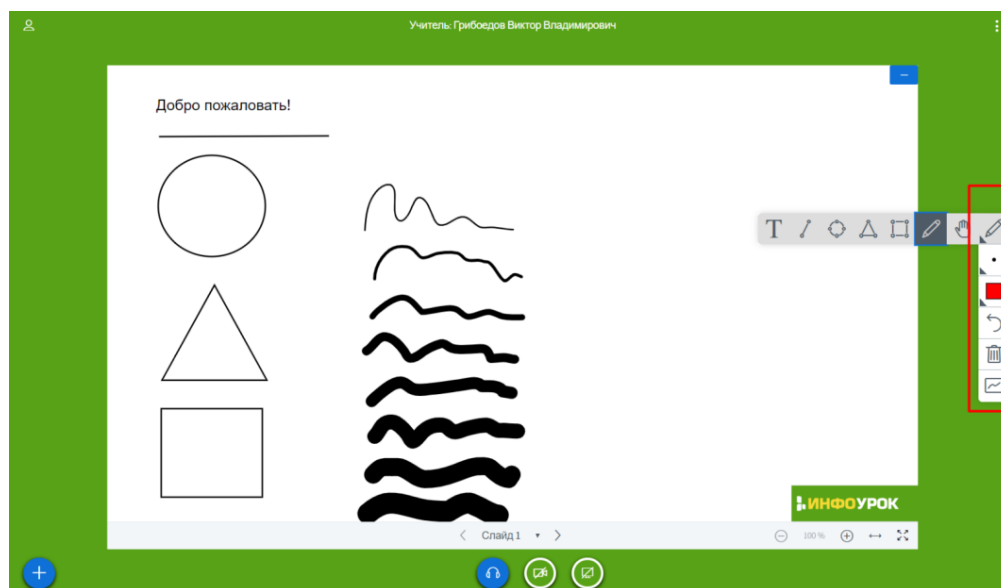 Учитель: Грибоедов Виктор Владимирович
Добро пожаловать!
T
ИНФОУРОК
Слайд 1
100 %